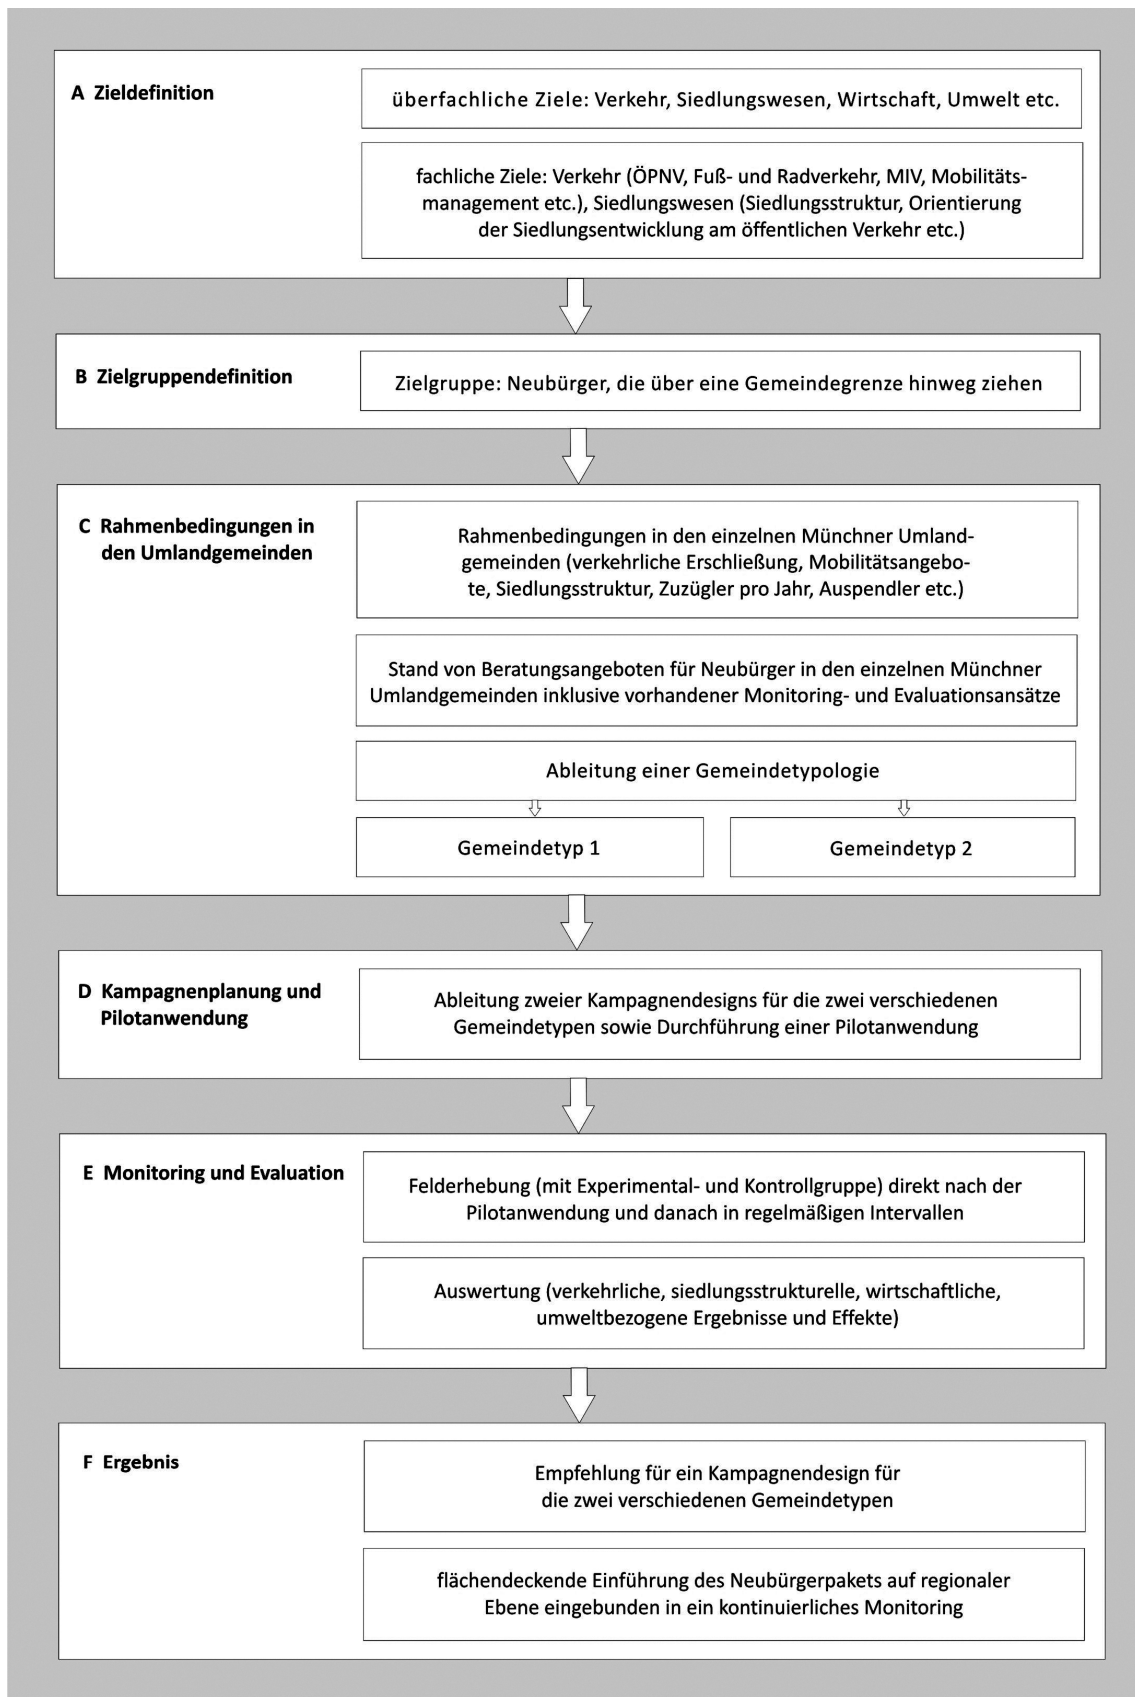 A Zieldefinition
überfachliche Ziele: Verkehr, Siedlungswesen, Wirtschaft, Umwelt etc.
fachliche Ziele: Verkehr (ÖPNV, Fuß- und Radverkehr, MIV, Mobilitäts-
management etc.), Siedlungswesen (Siedlungsstruktur, Orientierung
der Siedlungsentwicklung am öffentlichen Verkehr etc.)
B Zielgruppendefinition
Zielgruppe: Neubürger, die über eine Gemeindegrenze hinweg ziehen
C Rahmenbedingungen in
den Umlandgemeinden
Rahmenbedingungen in den einzelnen Münchner Umland-
gemeinden (verkehrliche Erschließung, Mobilitätsangebo-
te, Siedlungsstruktur, Zuzügler pro Jahr, Auspendler etc.)
Stand von Beratungsangeboten für Neubürger in den einzelnen Münchner
Umlandgemeinden inklusive vorhandener Monitoring- und Evaluationsansätze
Ableitung einer Gemeindetypologie
Gemeindetyp 1
Gemeindetyp 2
D Kampagnenplanung und
Pilotanwendung
Ableitung zweier Kampagnendesigns für die zwei verschiedenen
Gemeindetypen sowie Durchführung einer Pilotanwendung
E Monitoring und Evaluation
Felderhebung (mit Experimental- und Kontrollgruppe) direkt nach der
Pilotanwendung und danach in regelmäßigen Intervallen
Auswertung (verkehrliche, siedlungsstrukturelle, wirtschaftliche,
umweltbezogene Ergebnisse und Effekte)
F Ergebnis
Empfehlung für ein Kampagnendesign für
die zwei verschiedenen Gemeindetypen
flächendeckende Einführung des Neubürgerpakets auf regionaler
Ebene eingebunden in ein kontinuierliches Monitoring